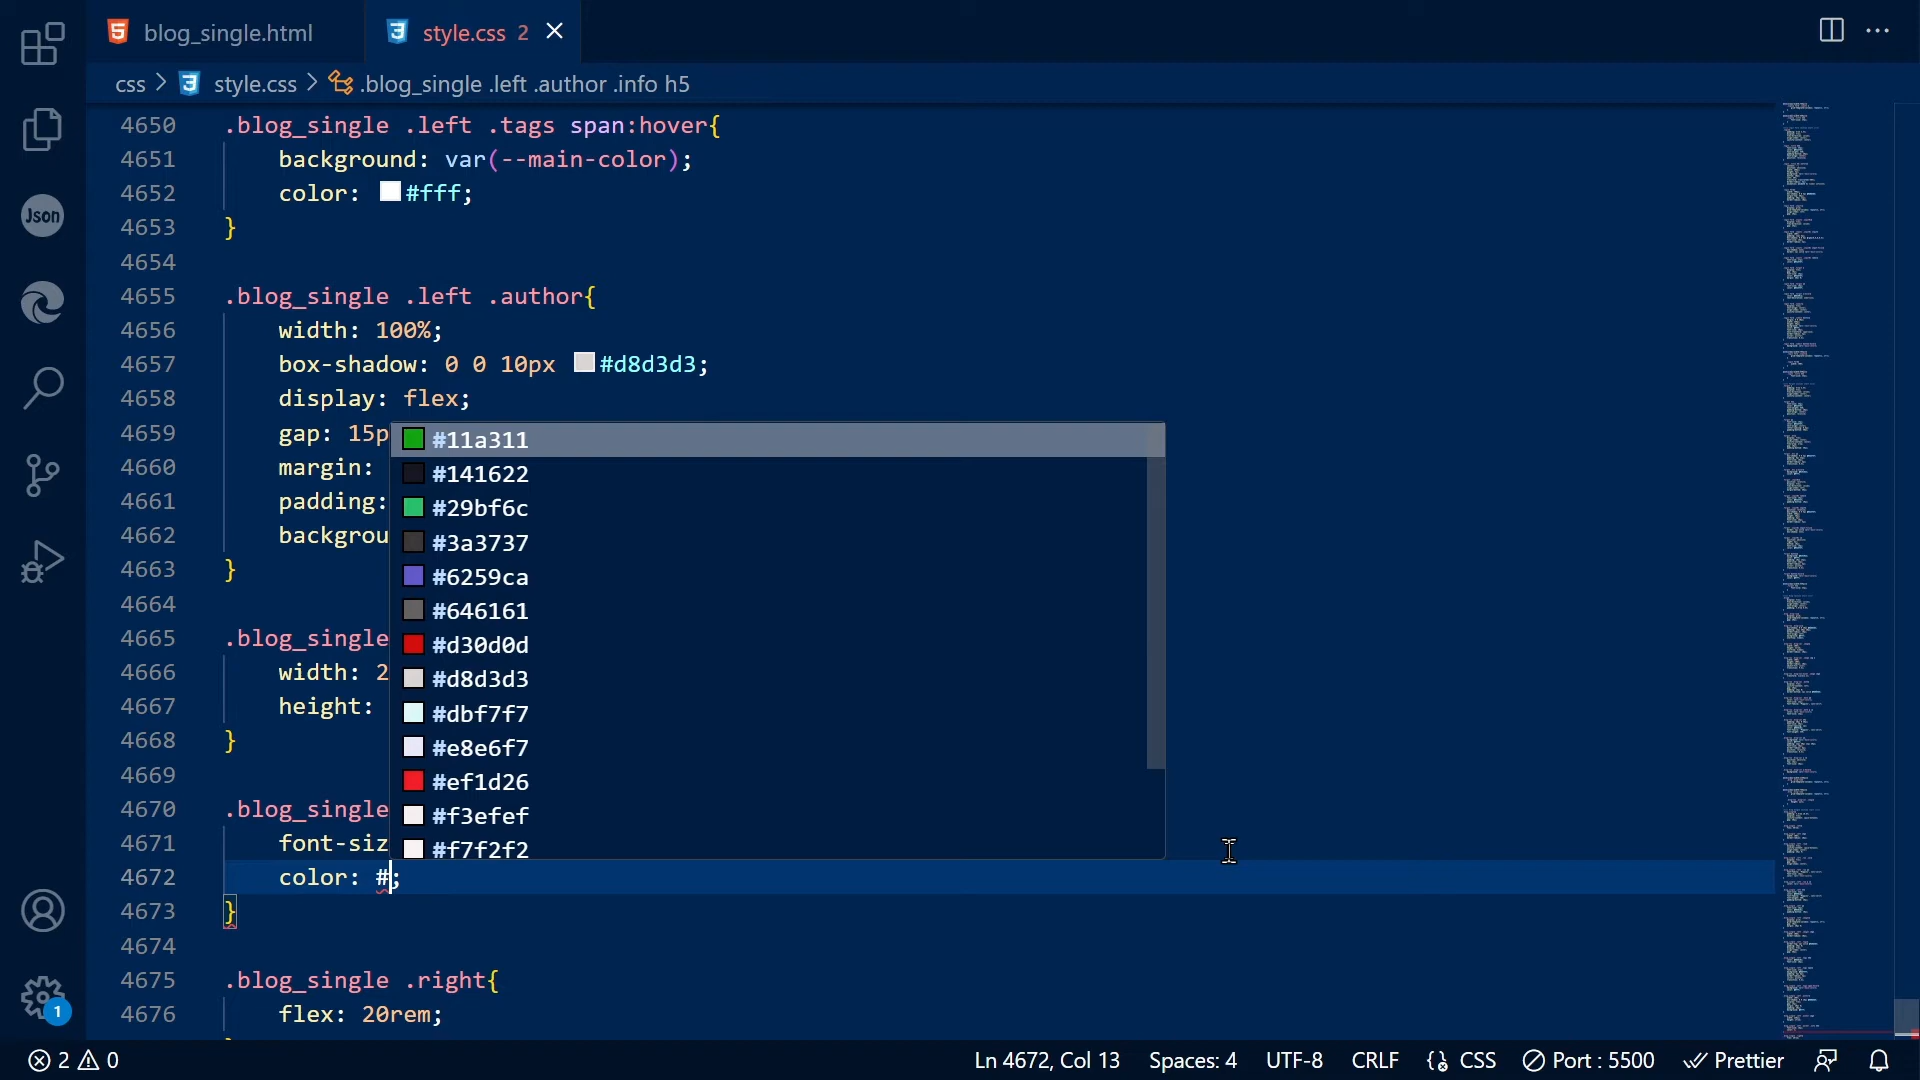 blog_single.html
style.css 2
css > style.css > .blog_single .left .author .info h5
4650 .blog_single .left .tags span:hover{
4651 background: var(--main-color);
4652 color: #fff;
4653 }
4654
4655 .blog_single .left .author{
4656 width: 100%;
4657 box-shadow: 0 0 10px #d8d3d3;
4658 display: flex;
4659 gap: 15p
4660 margin:
4661 padding:
4662 backgrou
4663 }
4664
4665 .blog_single
4666 width: 2
4667 height:
4668 }
4669
4670 .blog_single
4671 font-siz
4672 color: #;
4673 }
4674
4675 .blog_single .right{
4676 flex: 20rem;
#11a311
#141622
#29bf6c
#3a3737
#6259ca
#646161
#d30d0d
#d8d3d3
#dbf7f7
#e8e6f7
#ef1d26
#f3efef
#f7f2f2
Json
1
2 0 Ln 4672, Col 13 Spaces: 4 UTF-8 CRLF CSS Port : 5500 Prettier